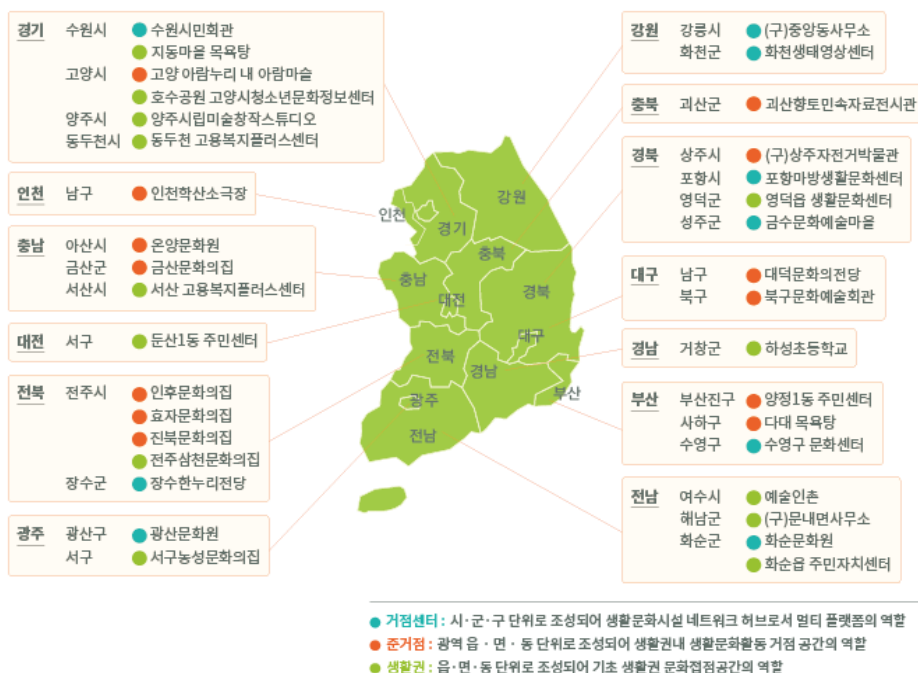 경기 수원시 수원시민회관
지동마을 목욕탕
고양시 고양 아람누리 내 아람마슬
호수공원 고양시청소년문화정보센터
양주시 양주시립미술창작스튜디오
동두천시 동두천 고용복지플러스센터
인천 남구 인천학산소극장
충남 아산시 온양문화원
금산군 금산문화의집
서산시 서산 고용복지플러스센터
대전 서구 둔산1동 주민센터
전북 전주시 인후문화의집
효자문화의집
진북문화의집
전주삼천문화의집
장수군 장수한누리전당
광주 광산구 광산문화원
서구 서구농성문화의집
강원
인천
경기
충북
충남
경북
대전
대구
전북
경남
부산
광주
전남
강원 강릉시 (구)중앙동사무소
화천군 화천생태영상센터
충북 괴산군 괴산향토민속자료전시관
경북 상주시 (구)상주자전거박물관
포항시 포항마방생활문화센터
영덕군 영덕읍 생활문화센터
성주군 금수문화예술마을
대구 남구 대덕문화의전당
북구 북구문화예술회관
경남 거창군 하성초등학교
부산 부산진구 양정1동 주민센터
사하구 다대 목욕탕
수영구 수영구 문화센터
전남 여수시 예술인촌
해남군 (구)문내면사무소
화순군 화순문화원
화순읍 주민자치센터
거점센터 : 시·군·구 단위로 조성되어 생활문화시설 네트워크 허브로서 멀티 플랫폼의 역할
준거점 : 광역 읍·면·동 단위로 조성되어 생활권내 생활문화활동 거점 공간의 역할
생활권 : 읍·면·동 단위로 조성되어 기초 생활권 문화접점공간의 역할